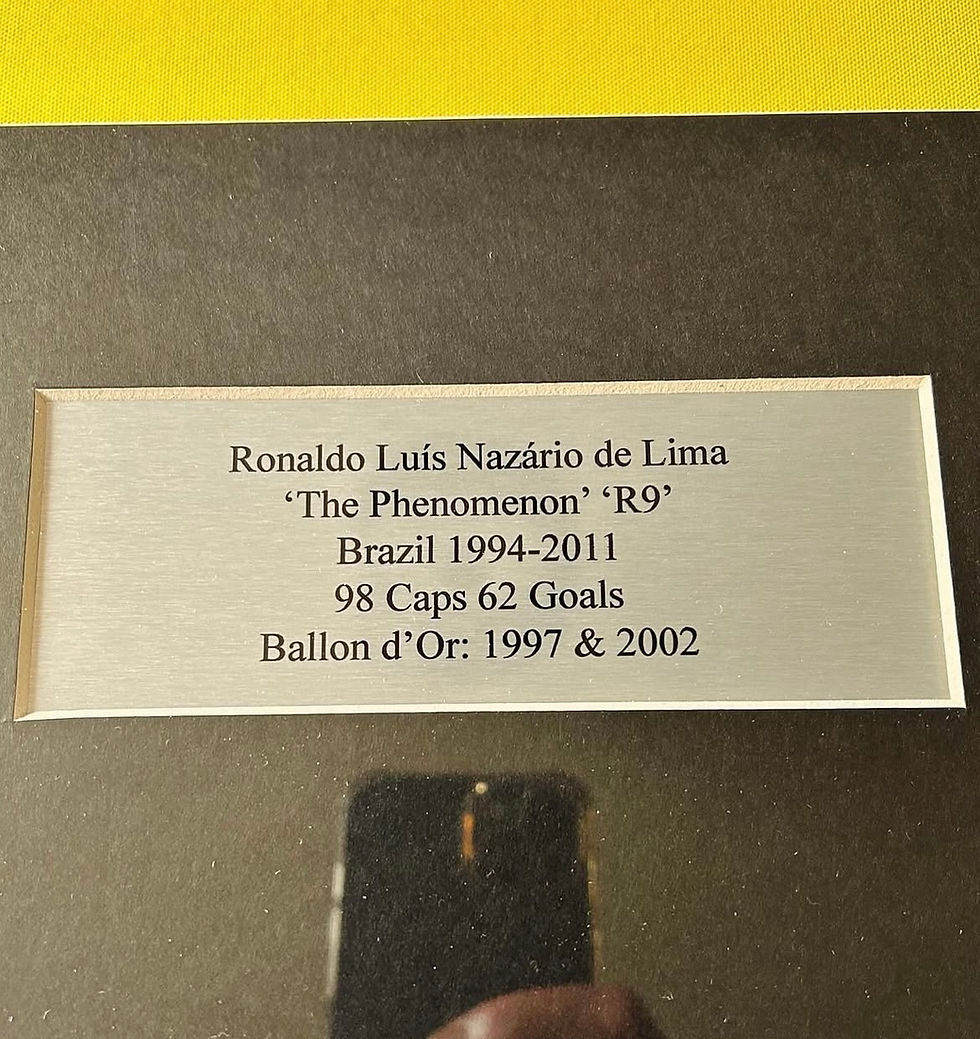 Ronaldo Luís Nazário de Lima
‘The Phenomenon’ ‘R9’
Brazil 1994-2011
98 Caps 62 Goals
Ballon d’Or: 1997 & 2002